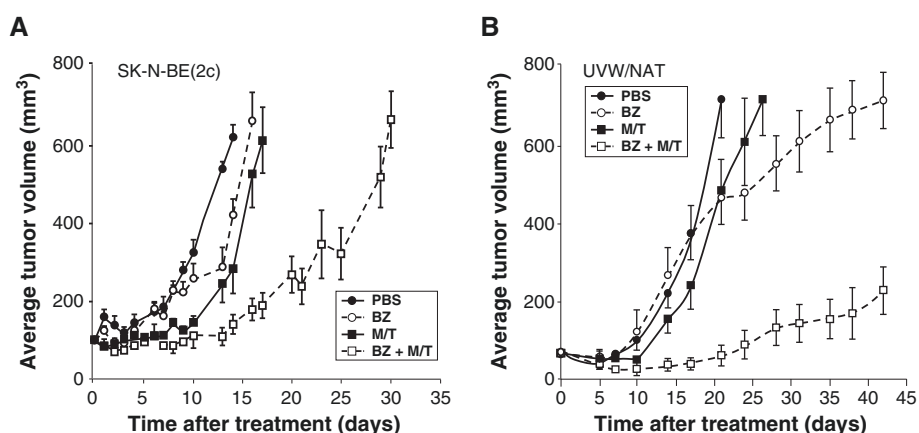 A
SK-N-BE(2c)
Average tumor volume (mm³)
800
600
400
200
0
PBS
BZ
M/T
BZ + M/T
0 5 10 15 20 25 30 35
Time after treatment (days)
B
UVW/NAT
Average tumor volume (mm³)
800
600
400
200
0
PBS
BZ
M/T
BZ + M/T
0 5 10 15 20 25 30 35 40 45
Time after treatment (days)